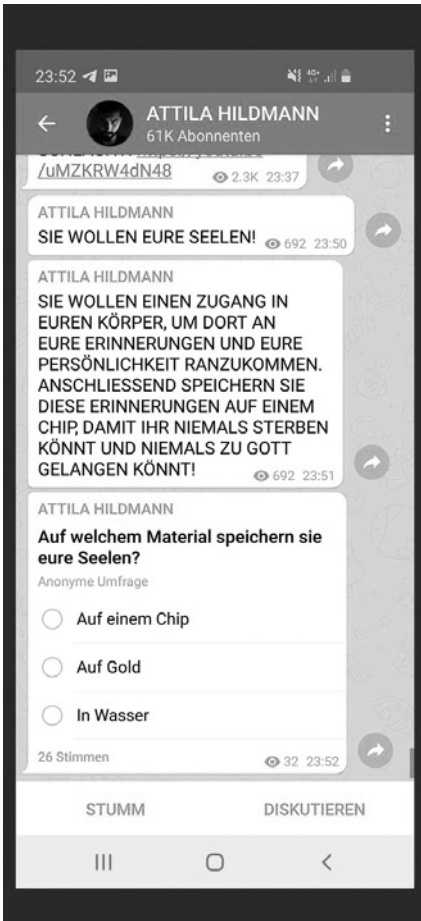 23:52
ATTILA HILDMANN
61K Abonnenten
/uMZKRW4dN48
2.3K 23:37
ATTILA HILDMANN
SIE WOLLEN EURE SEELEN!
692 23:50
ATTILA HILDMANN
SIE WOLLEN EINEN ZUGANG IN
EUREN KÖRPER, UM DORT AN
EURE ERINNERUNGEN UND EURE
PERSÖNLICHKEIT RANZUKOMMEN.
ANSCHLIESSEND SPEICHERN SIE
DIESE ERINNERUNGEN AUF EINEM
CHIP, DAMIT IHR NIEMALS STERBEN
KÖNNT UND NIEMALS ZU GOTT
GELANGEN KÖNNT!
692 23:51
ATTILA HILDMANN
Auf welchem Material speichern sie
eure Seelen?
Anonyme Umfrage
Auf einem Chip
Auf Gold
In Wasser
26 Stimmen
32 23:52
STUMM DISKUTIEREN